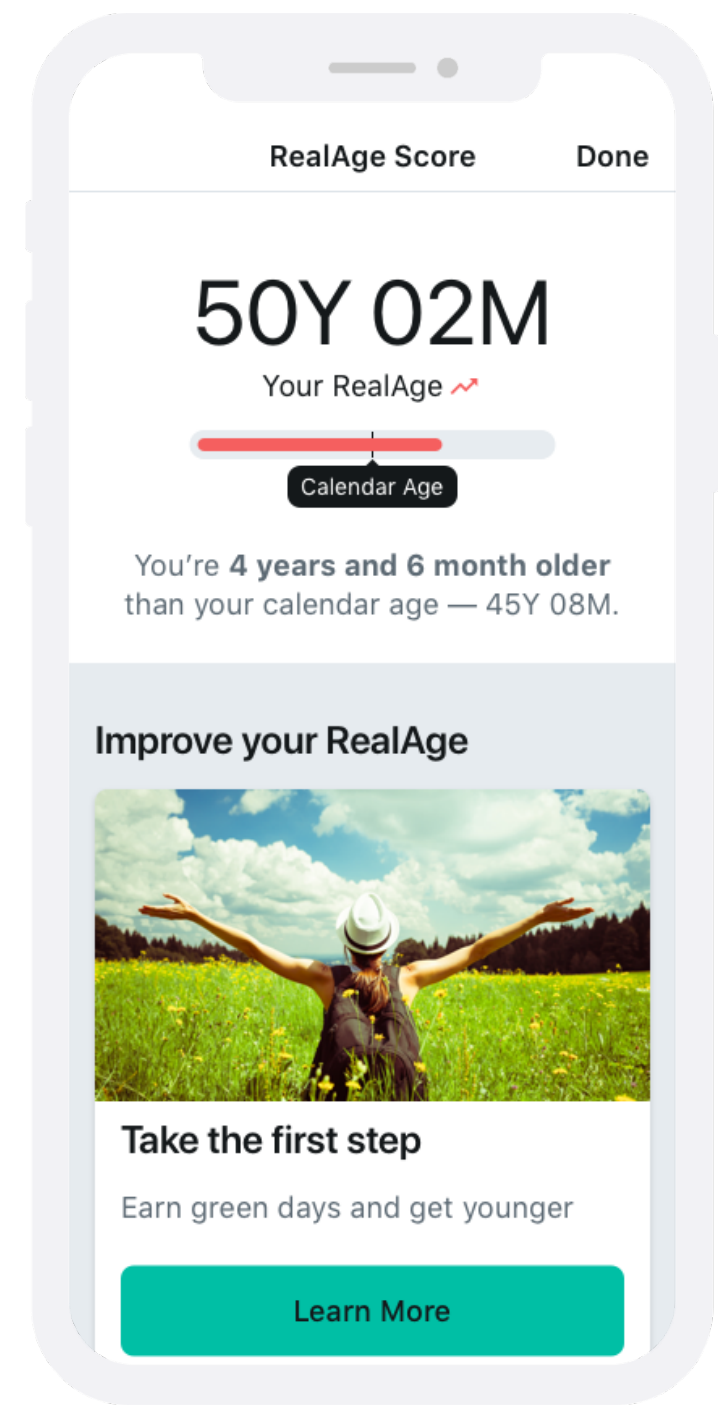 RealAge Score
Done
50Y 02M
Your RealAge
Calendar Age
You’re 4 years and 6 month older
than your calendar age — 45Y 08M.
Improve your RealAge
Take the first step
Earn green days and get younger
Learn More